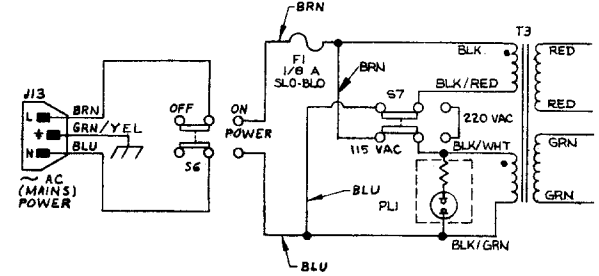 BRN
T3
F1
1/8 A
SLO-BLO
BLK.
RED
BRN
J13
S7
BLK/RED
L
BRN
OFF
ON
RED
GRN/YEL
POWER
220 VAC
N
BLU
115 VAC
BLK/WHT
GRN
S6
~ AC
(MAINS)
POWER
BLU
PL1
GRN
BLK/GRN
BLU